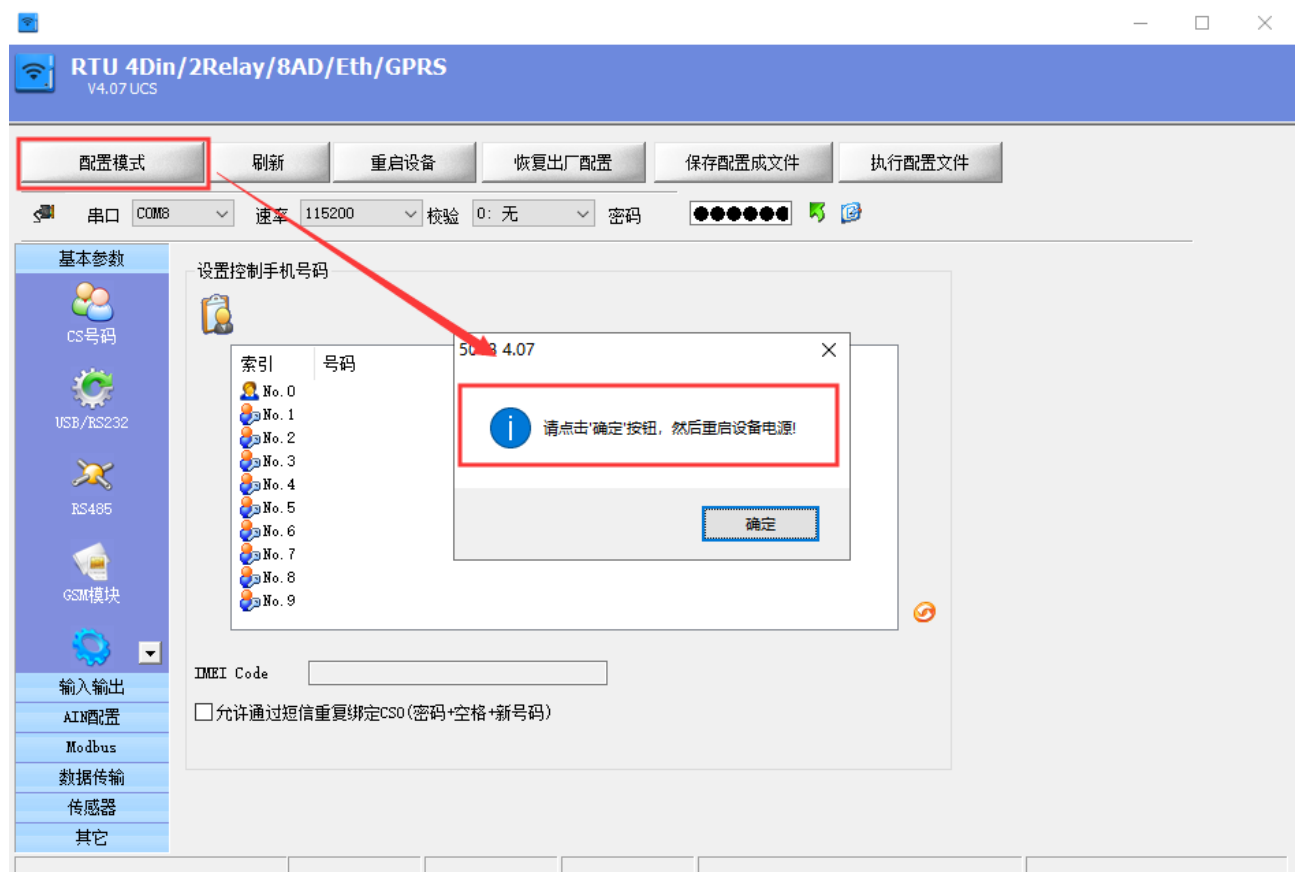 RTU 4Din/2Relay/8AD/Eth/GPRS
V4.07 UCS
配置模式 刷新 重启设备 恢复出厂配置 保存配置成文件 执行配置文件
串口 COM8 速率 115200 校验 0: 无 密码
基本参数
CS号码
USB/RS232
RS485
GSM模块
输入输出
AIN配置
Modbus
数据传输
传感器
其它
设置控制手机号码
索引 号码
No. 0
No. 1
No. 2
No. 3
No. 4
No. 5
No. 6
No. 7
No. 8
No. 9
4.07
请点击'确定'按钮，然后重启设备电源!
确定
IMEI Code
允许通过短信重复绑定CS0(密码+空格+新号码)